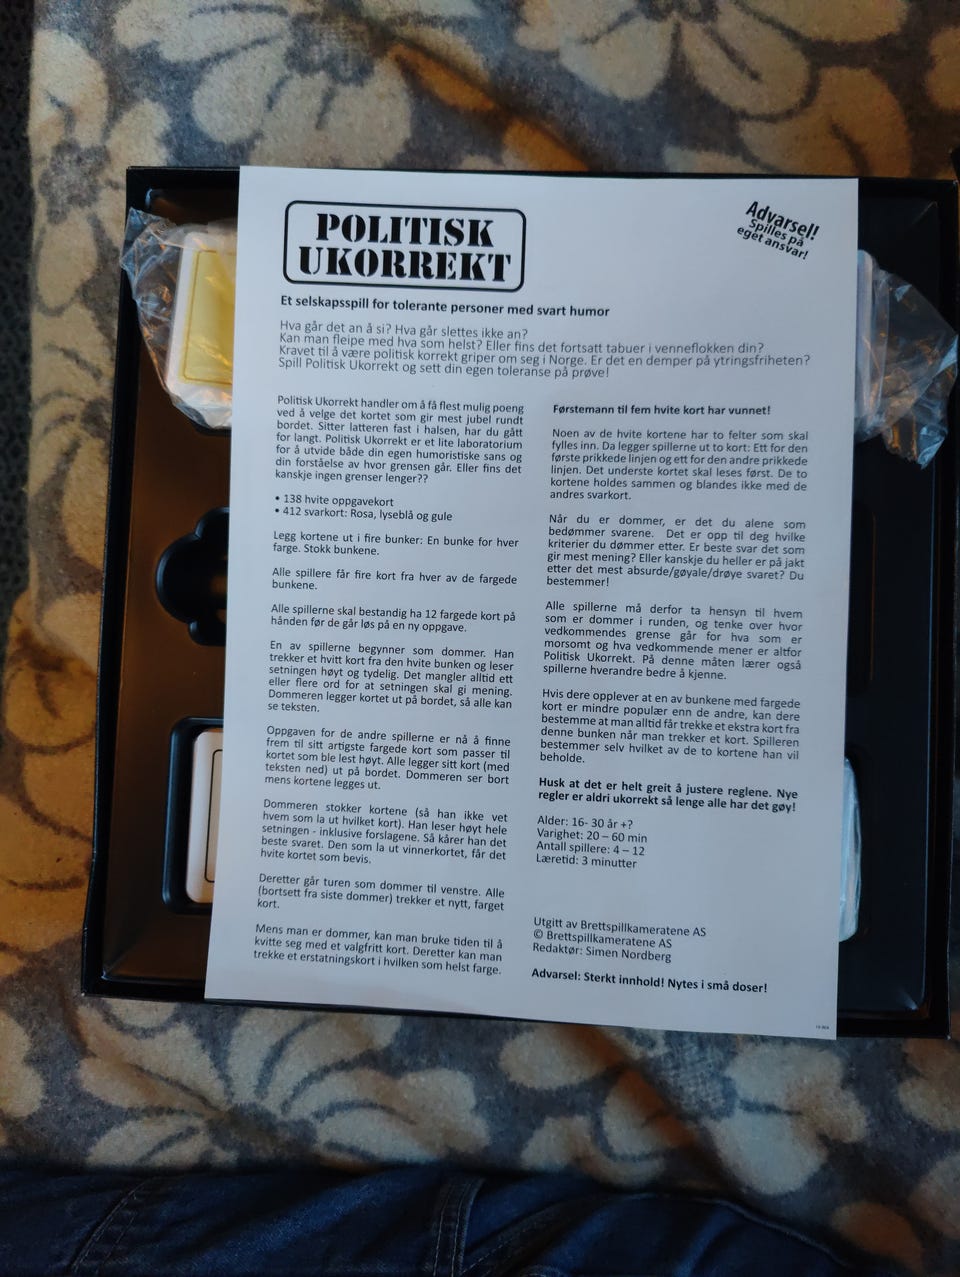 POLITISK
UKORREKT
Advarsel!
Spilles på
eget ansvar!
Et selskapsspill for tolerante personer med svart humor
Hva går det an å si? Hva går slettes ikke an?
Kan man fleipe med hva som helst? Eller fins det fortsatt tabuer i venneflokken din?
Kravet til å være politisk korrekt griper om seg i Norge. Er det en demper på ytringsfriheten?
Spill Politisk Ukorrekt og sett din egen toleranse på prøve!
Politisk Ukorrekt handler om å få flest mulig poeng
ved å velge det kortet som gir mest jubel rundt
bordet. Sitter latteren fast i halsen, har du gått
for langt. Politisk Ukorrekt er et lite laboratorium
for å utvide både din egen humoristiske sans og
din forståelse av hvor grensen går. Eller fins det
kanskje ingen grenser lenger??
• 138 hvite oppgavekort
• 412 svarkort: Rosa, lyseblå og gule
Legg kortene ut i fire bunker: En bunke for hver
farge. Stokk bunkene.
Alle spillere får fire kort fra hver av de fargede
bunkene.
Alle spillerne skal bestandig ha 12 fargede kort på
hånden før de går løs på en ny oppgave.
En av spillerne begynner som dommer. Han
trekker et hvitt kort fra den hvite bunken og leser
setningen høyt og tydelig. Det mangler alltid ett
eller flere ord for at setningen skal gi mening.
Dommeren legger kortet ut på bordet, så alle kan
se teksten.
Oppgaven for de andre spillerne er nå å finne
frem til sitt artigste fargede kort som passer til
kortet som ble lest høyt. Alle legger sitt kort (med
teksten ned) ut på bordet. Dommeren ser bort
mens kortene legges ut.
Dommeren stokker kortene (så han ikke vet
hvem som la ut hvilket kort). Han leser høyt hele
setningen - inklusive forslagene. Så kårer han det
beste svaret. Den som la ut vinnerkortet, får det
hvite kortet som bevis.
Deretter går turen som dommer til venstre. Alle
(bortsett fra siste dommer) trekker et nytt, farget
kort.
Mens man er dommer, kan man bruke tiden til å
kvitte seg med et valgfritt kort. Deretter kan man
trekke et erstatningskort i hvilken som helst farge.
Førstemann til fem hvite kort har vunnet!
Noen av de hvite kortene har to felter som skal
fylles inn. Da legger spillerne ut to kort: Ett for den
første prikkede linjen og ett for den andre prikkede
linjen. Det underste kortet skal leses først. De to
kortene holdes sammen og blandes ikke med de
andres svarkort.
Når du er dommer, er det du alene som
bedømmer svarene. Det er opp til deg hvilke
kriterier du dømmer etter. Er beste svar det som
gir mest mening? Eller kanskje du heller er på jakt
etter det mest absurde/gøyale/drøye svaret? Du
bestemmer!
Alle spillerne må derfor ta hensyn til hvem
som er dommer i runden, og tenke over hvor
vedkommendes grense går for hva som er
morsomt og hva vedkommende mener er altfor
Politisk Ukorrekt. På denne måten lærer også
spillerne hverandre bedre å kjenne.
Hvis dere opplever at en av bunkene med fargede
kort er mindre populær enn de andre, kan dere
bestemme at man alltid får trekke et ekstra kort fra
denne bunken når man trekker et kort. Spilleren
bestemmer selv hvilket av de to kortene han vil
beholde.
Husk at det er helt greit å justere reglene. Nye
regler er aldri ukorrekt så lenge alle har det gøy!
Alder: 16- 30 år +?
Varighet: 20 – 60 min
Antall spillere: 4 – 12
Læretid: 3 minutter
Utgitt av Brettspillkameratene AS
© Brettspillkameratene AS
Redaktør: Simen Nordberg
Advarsel: Sterkt innhold! Nytes i små doser!